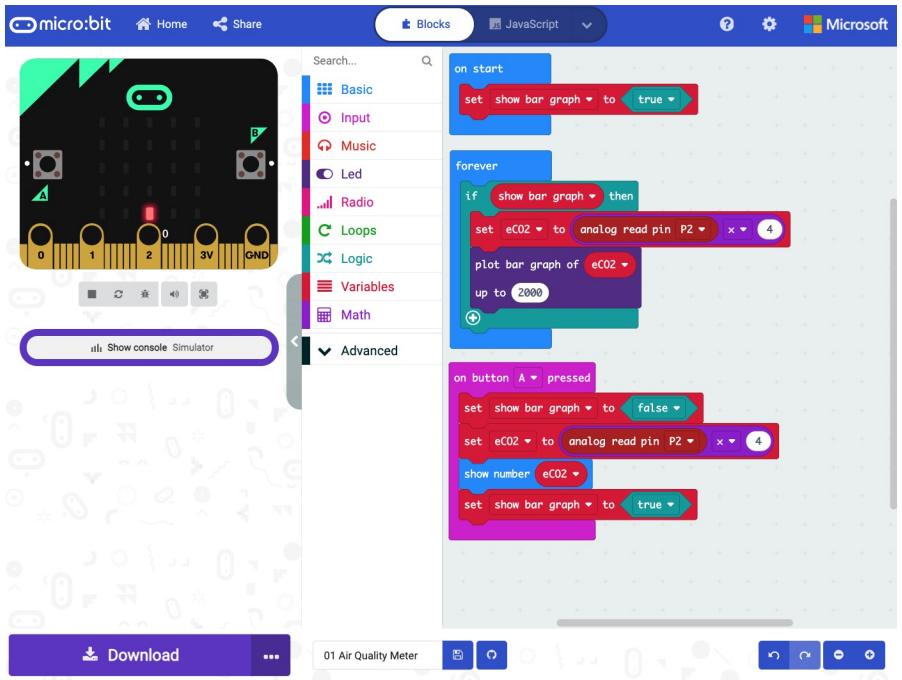 micro:bit Home Share Blocks JS JavaScript ? Microsoft
B
A
0
0 1 2 3V GND
Show console Simulator
Download
Search...
Basic
Input
Music
Led
Radio
Loops
Logic
Variables
Math
Advanced
on start
set show bar graph to true
forever
if show bar graph then
set eCO2 to analog read pin P2 × 4
plot bar graph of eCO2
up to 2000
on button A pressed
set show bar graph to false
set eCO2 to analog read pin P2 × 4
show number eCO2
set show bar graph to true
01 Air Quality Meter